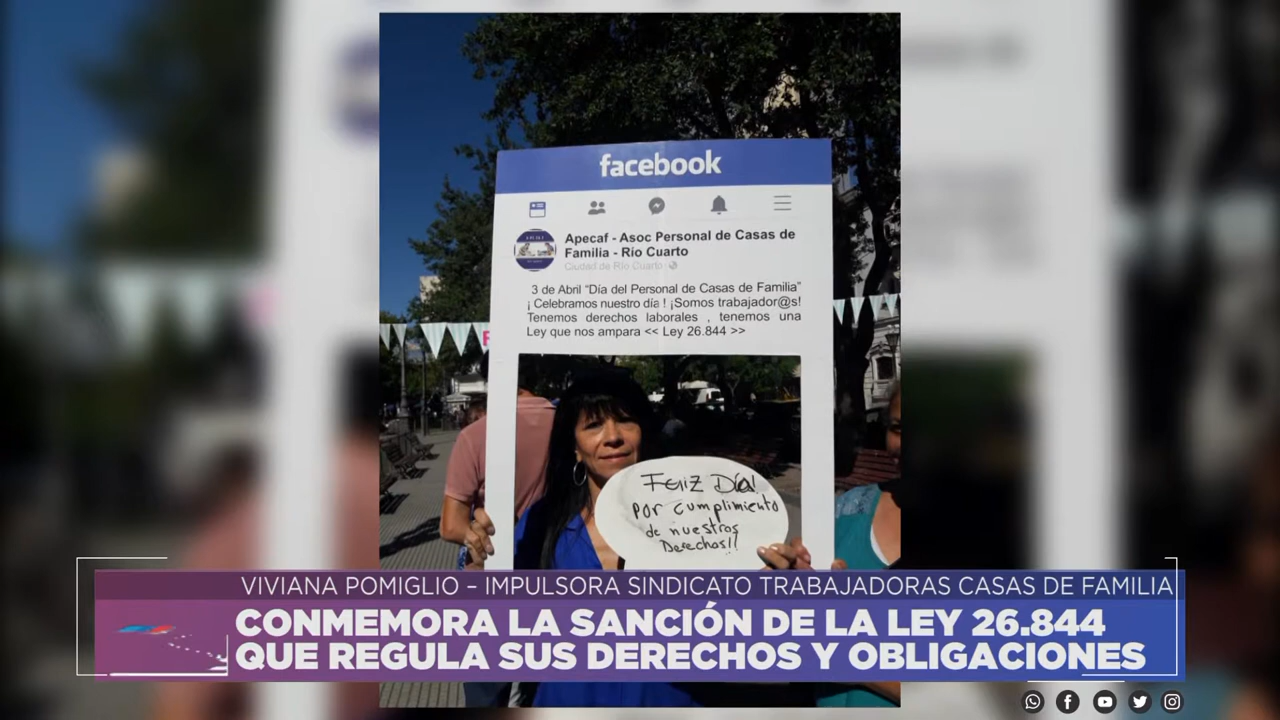 facebook
Apecaf - Asoc Personal de Casas de
Familia - Río Cuarto
Ciudad de Río Cuarto
3 de Abril "Día del Personal de Casas de Familia"
¡ Celebramos nuestro día ! ¡Somos trabajador@s!
Tenemos derechos laborales , tenemos una
Ley que nos ampara << Ley 26.844 >>
FELIZ DÍA!
Por cumplimiento
de nuestros
Derechos!!
VIVIANA POMIGLIO – IMPULSORA SINDICATO TRABAJADORAS CASAS DE FAMILIA
CONMEMORA LA SANCIÓN DE LA LEY 26.844
QUE REGULA SUS DERECHOS Y OBLIGACIONES